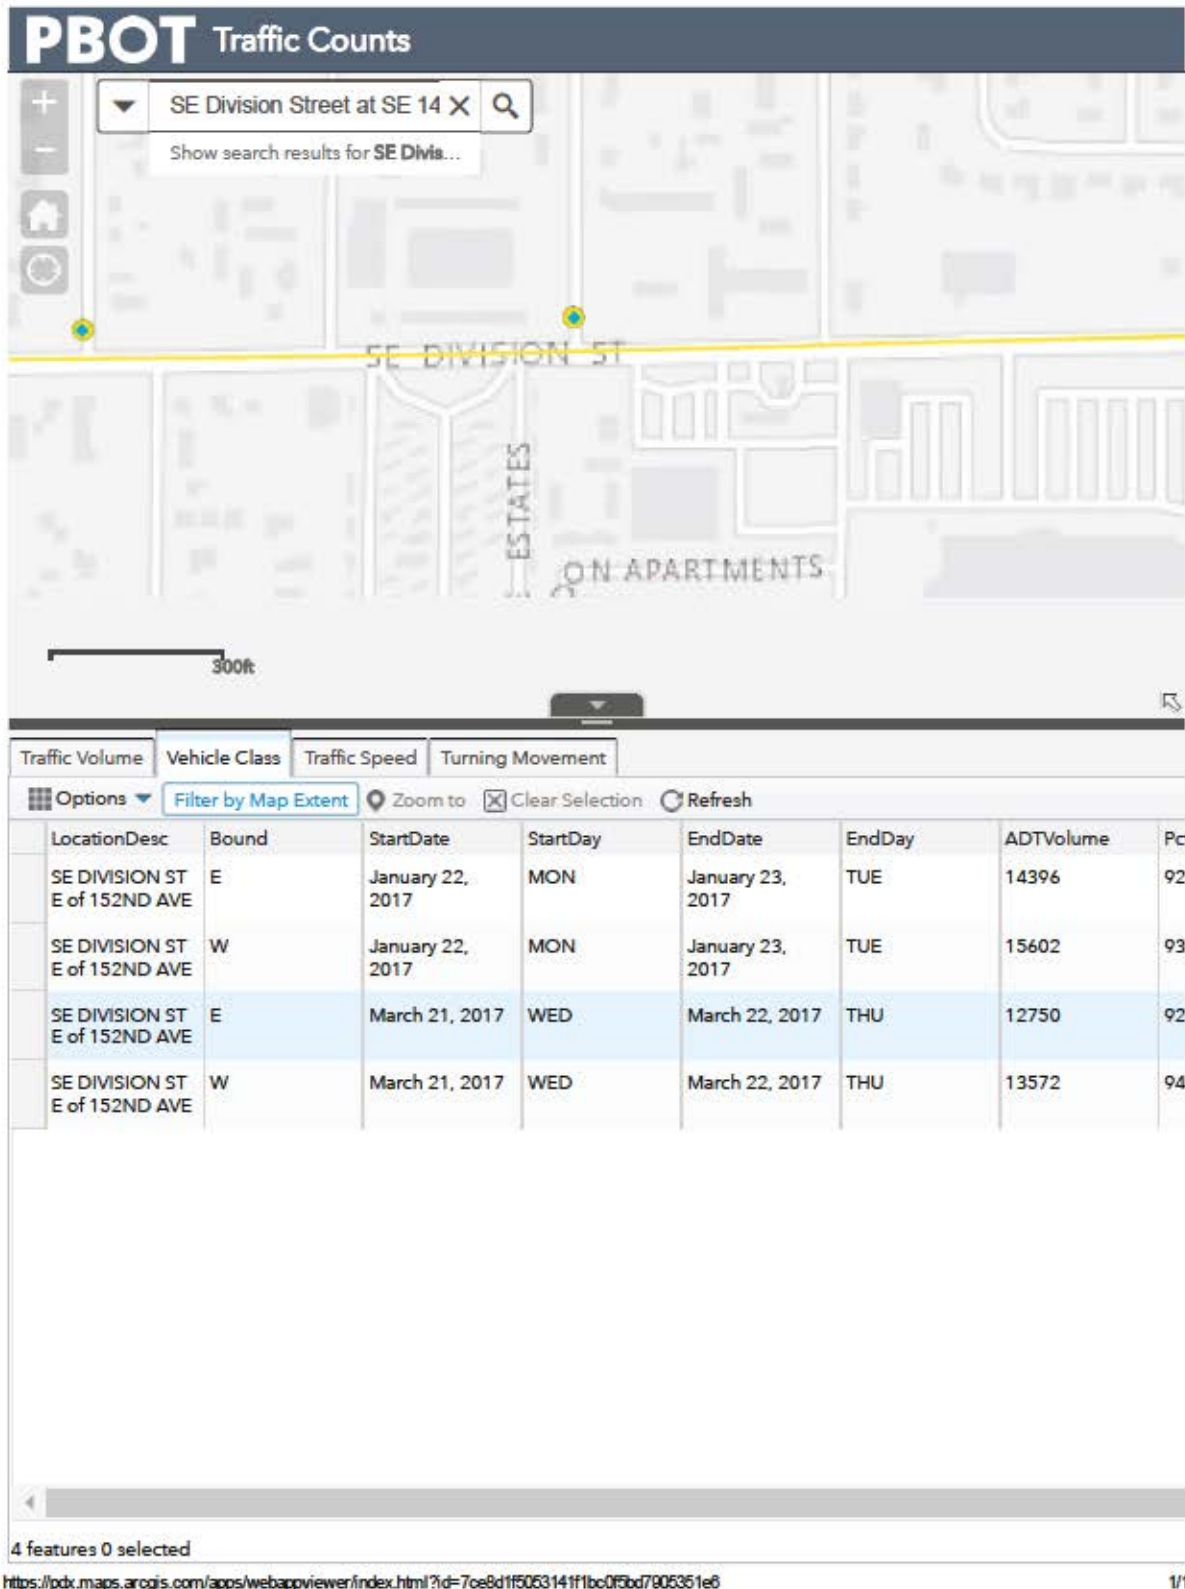 PBOT Traffic Counts
SE Division Street at SE 14
Show search results for SE Divis...
SE DIVISION ST
ESTATES
ON APARTMENTS
300ft
Traffic Volume Vehicle Class Traffic Speed Turning Movement
Options Filter by Map Extent Zoom to Clear Selection Refresh
LocationDesc Bound StartDate StartDay EndDate EndDay ADTVolume Pc
SE DIVISION ST E January 22, MON January 23, TUE 14396 92
E of 152ND AVE 2017 2017
SE DIVISION ST W January 22, MON January 23, TUE 15602 93
E of 152ND AVE 2017 2017
SE DIVISION ST E March 21, 2017 WED March 22, 2017 THU 12750 92
E of 152ND AVE
SE DIVISION ST W March 21, 2017 WED March 22, 2017 THU 13572 94
E of 152ND AVE
4 features 0 selected
https://pdx.maps.arcgis.com/apps/webappviewer/index.html?id=7ce8d1f5053141f1bc0f5bd7905351e6 1/1